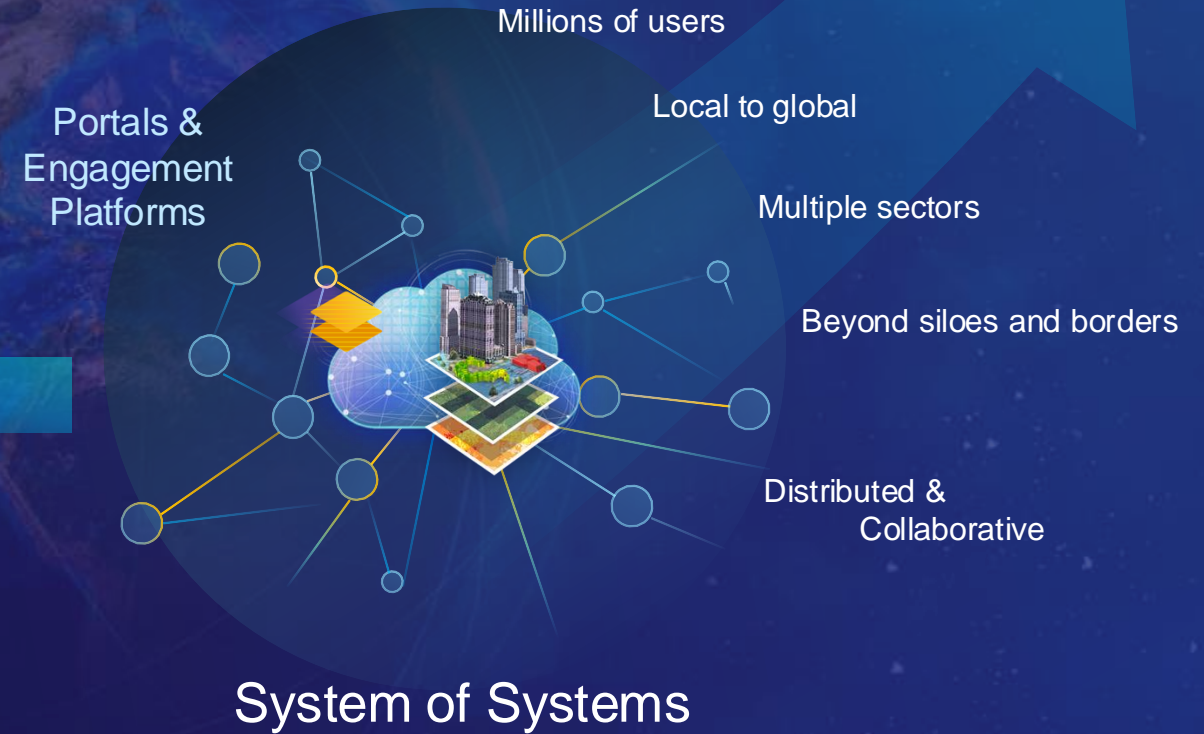 Millions of users
Local to global
Portals &
Engagement
Platforms
Multiple sectors
Beyond siloes and borders
Distributed &
Collaborative
System of Systems